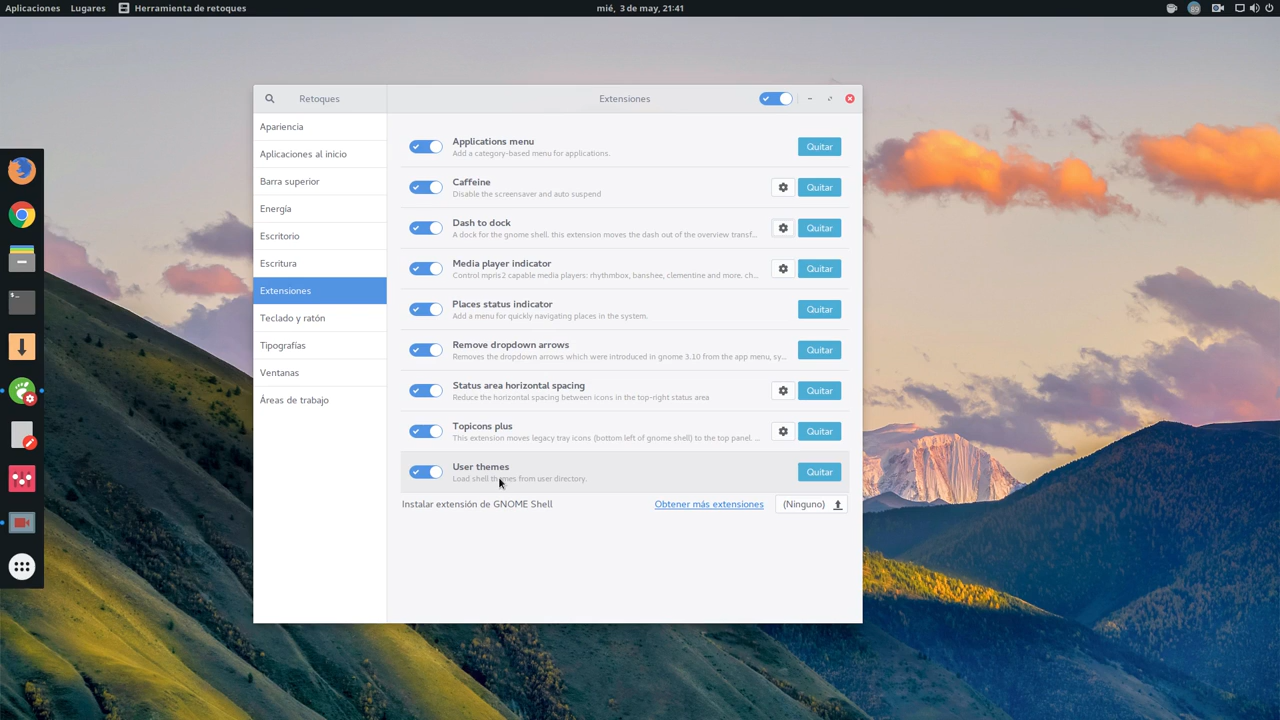 Aplicaciones Lugares Herramienta de retoques mié, 3 de may, 21:41 89
Retoques Extensiones
Apariencia
Aplicaciones al inicio
Barra superior
Energía
Escritorio
Escritura
Extensiones
Teclado y ratón
Tipografías
Ventanas
Áreas de trabajo
Applications menu
Add a category-based menu for applications.
Quitar
Caffeine
Disable the screensaver and auto suspend
Quitar
Dash to dock
A dock for the gnome shell. this extension moves the dash out of the overview transf...
Quitar
Media player indicator
Control mpris2 capable media players: rhythmbox, banshee, clementine and more. ch...
Quitar
Places status indicator
Add a menu for quickly navigating places in the system.
Quitar
Remove dropdown arrows
Removes the dropdown arrows which were introduced in gnome 3.10 from the app menu, sy...
Quitar
Status area horizontal spacing
Reduce the horizontal spacing between icons in the top-right status area
Quitar
Topicons plus
This extension moves legacy tray icons (bottom left of gnome shell) to the top panel. ...
Quitar
User themes
Load shell themes from user directory.
Quitar
Instalar extensión de GNOME Shell Obtener más extensiones (Ninguno)